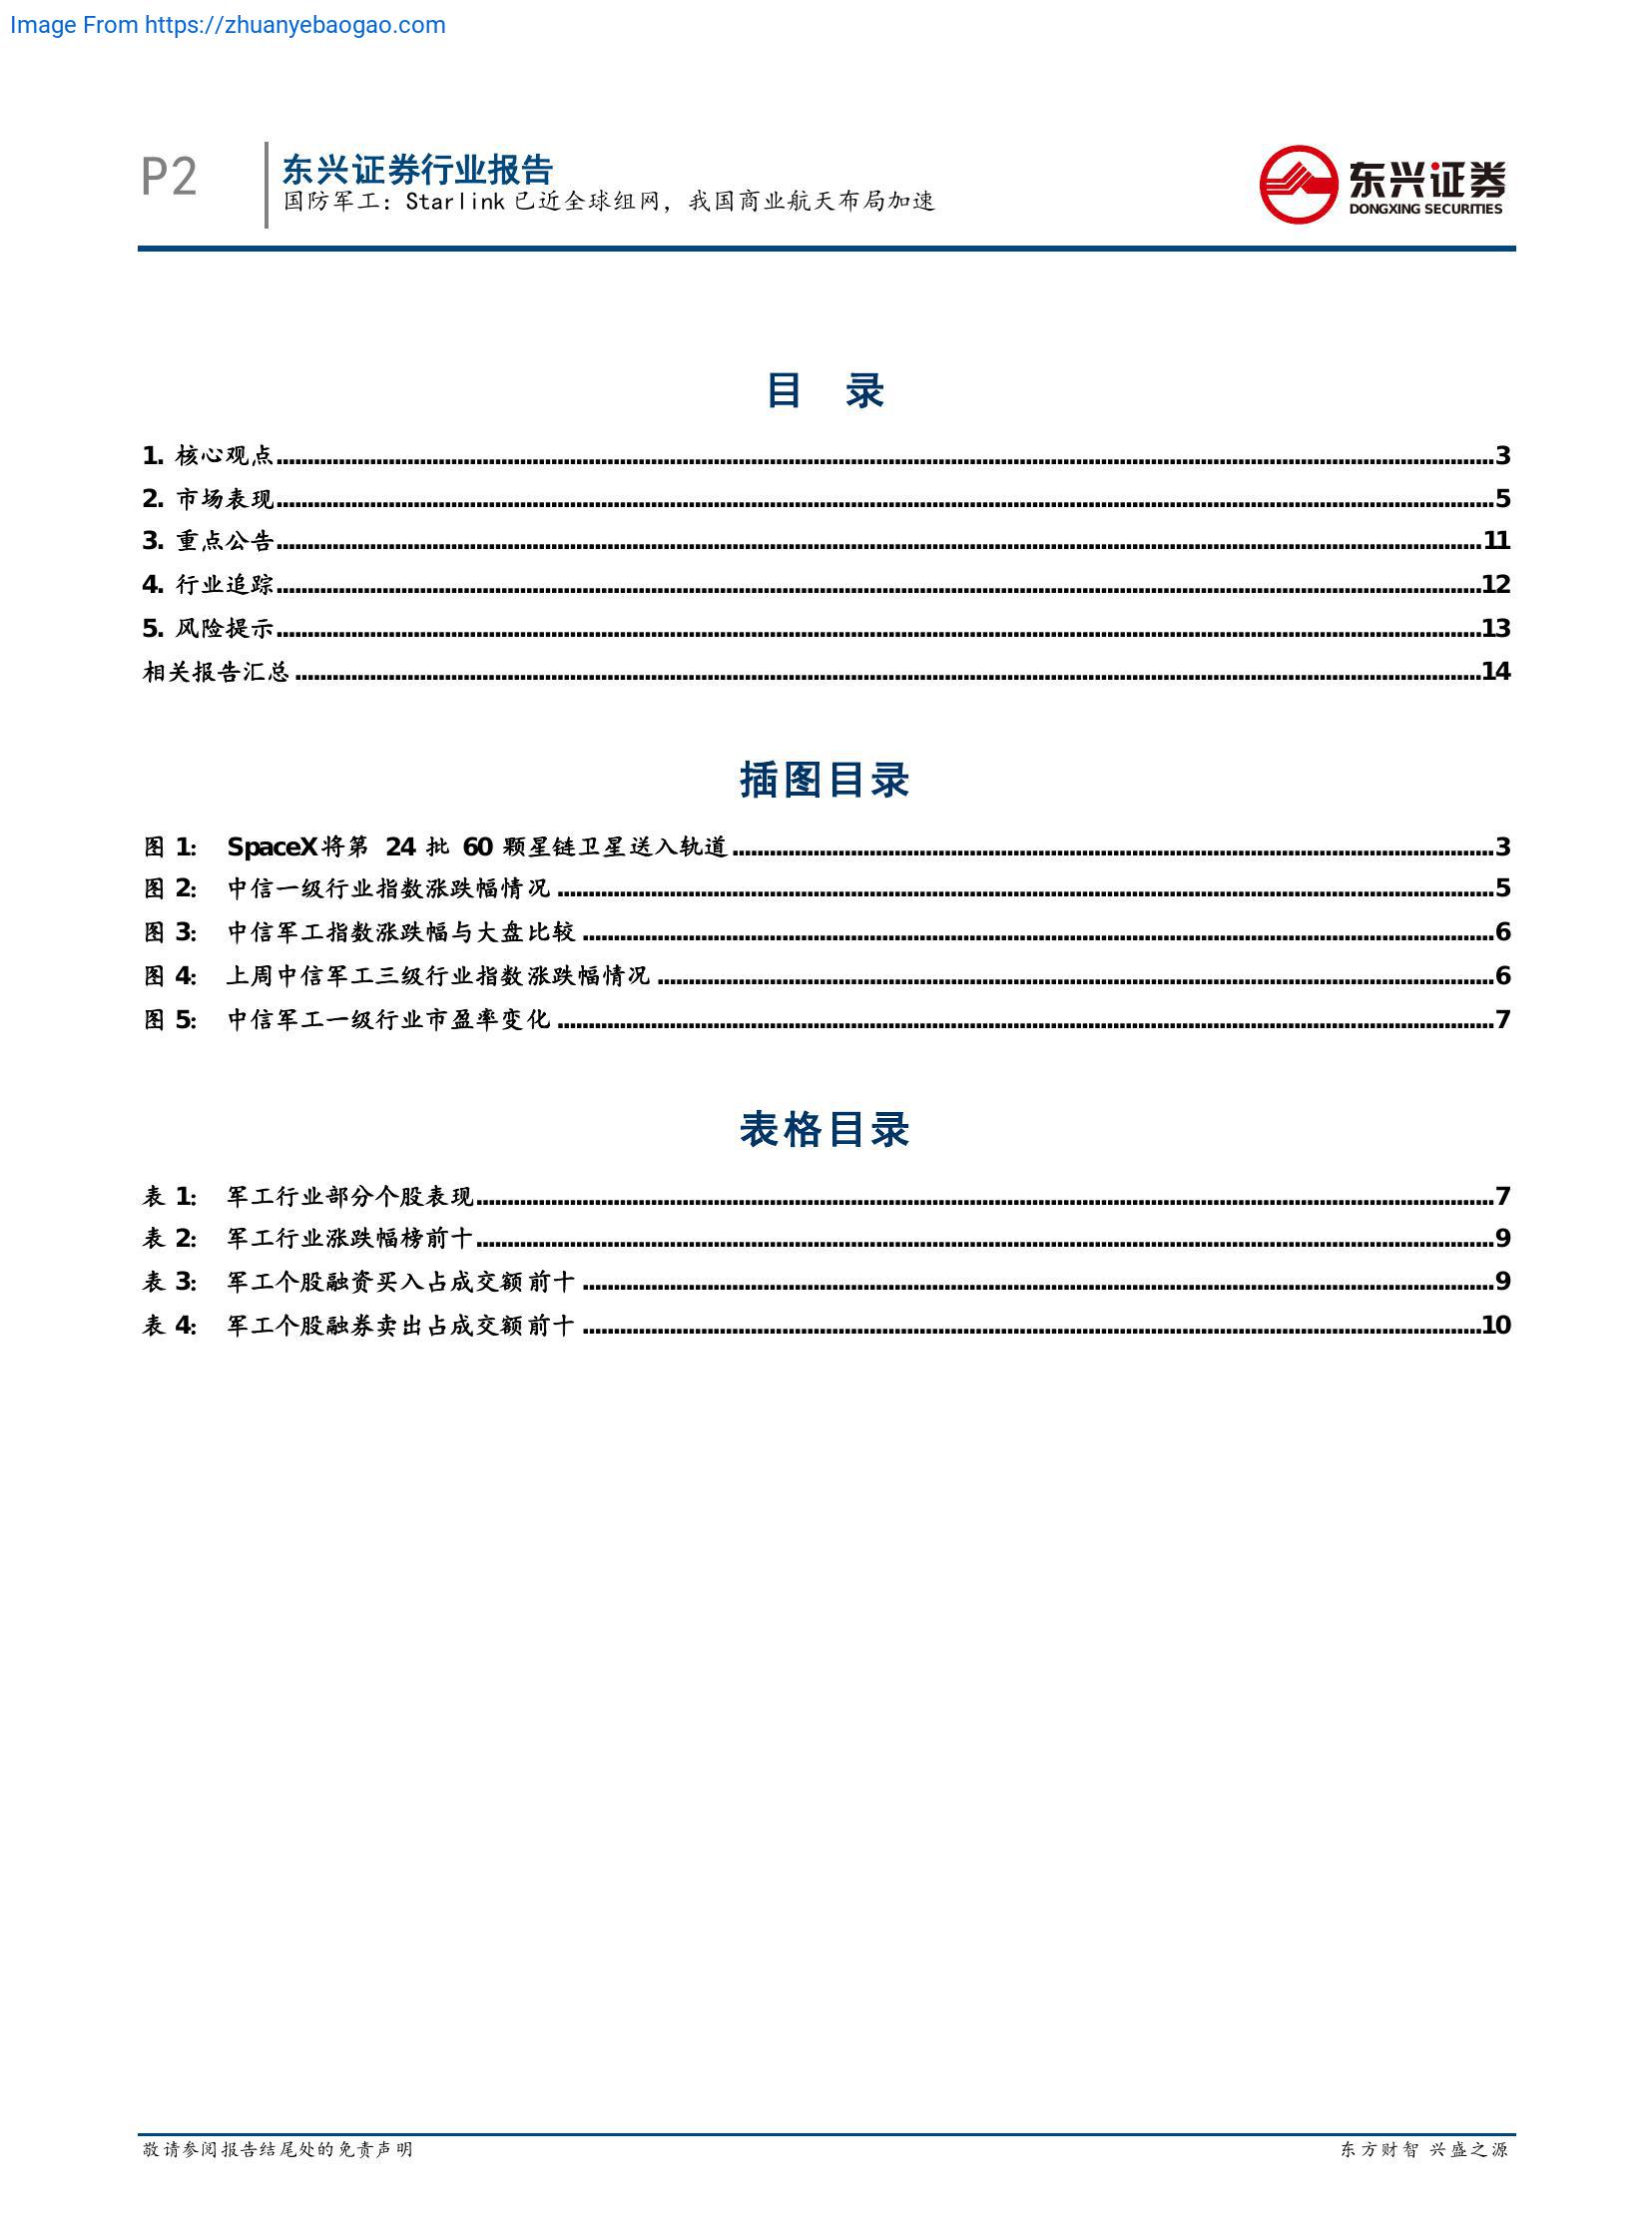 Image From https://zhuanyebaogao.com
P2
东兴证券行业报告
国防军工：Starlink 已近全球组网，我国商业航天布局加速
东兴证券
DONGXING SECURITIES
目 录
1. 核心观点 3
2. 市场表现 5
3. 重点公告 11
4. 行业追踪 12
5. 风险提示 13
相关报告汇总 14
插图目录
图 1: SpaceX 将第 24 批 60 颗星链卫星送入轨道 3
图 2: 中信一级行业指数涨跌幅情况 5
图 3: 中信军工指数涨跌幅与大盘比较 6
图 4: 上周中信军工三级行业指数涨跌幅情况 6
图 5: 中信军工一级行业市盈率变化 7
表格目录
表 1: 军工行业部分个股表现 7
表 2: 军工行业涨跌幅榜前十 9
表 3: 军工个股融资买入占成交额前十 9
表 4: 军工个股融券卖出占成交额前十 10
敬请参阅报告结尾处的免责声明 东方财智 兴盛之源